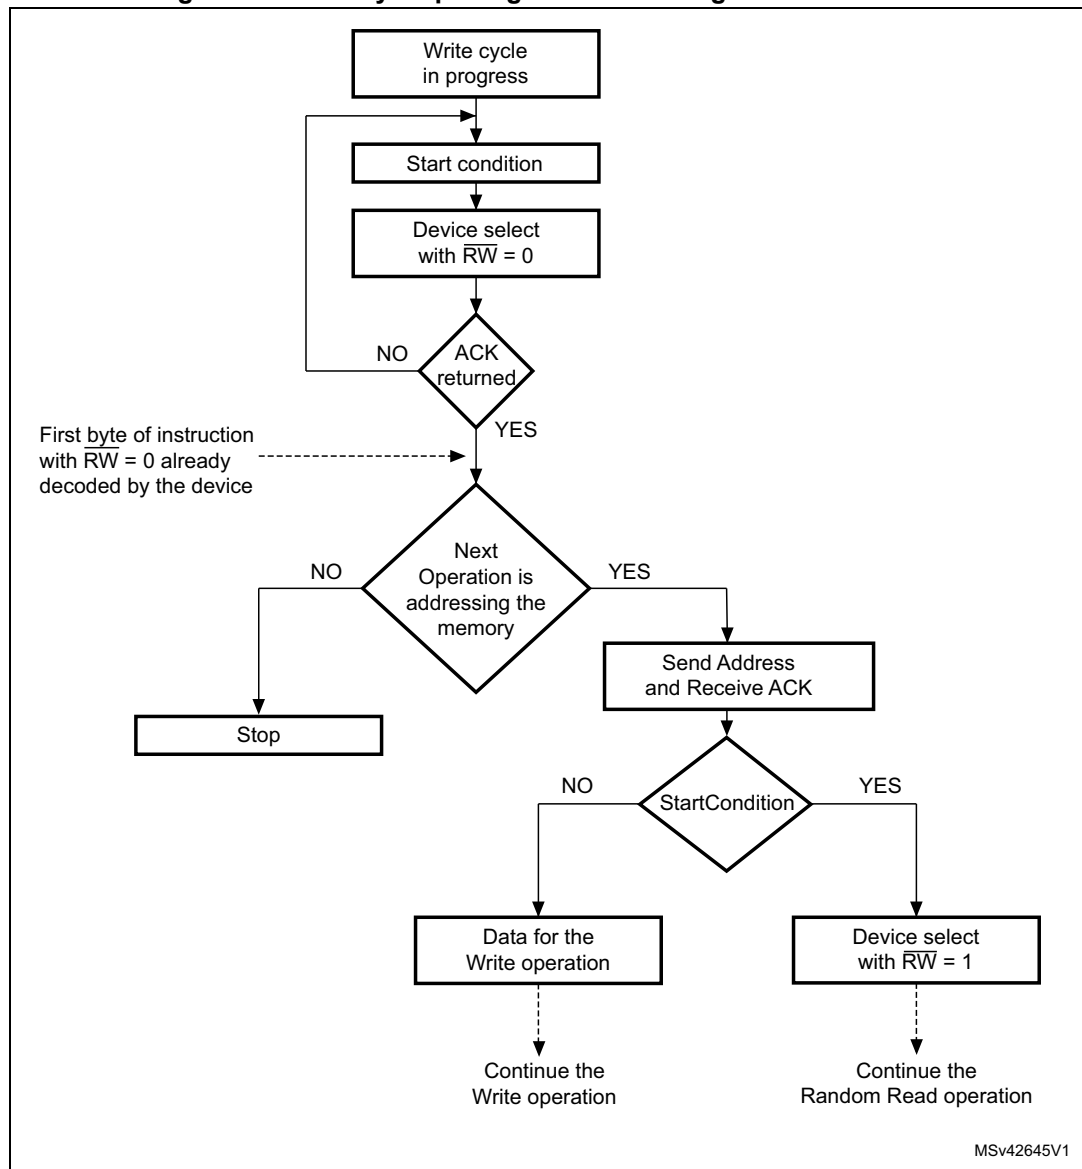 Write cycle
in progress
Start condition
Device select
with R̅W̅ = 0
NO
ACK
returned
YES
First byte of instruction
with R̅W̅ = 0 already
decoded by the device
NO
Next
Operation is
addressing the
memory
YES
Send Address
and Receive ACK
Stop
NO
StartCondition
YES
Data for the
Write operation
Device select
with R̅W̅ = 1
Continue the
Write operation
Continue the
Random Read operation
MSv42645V1